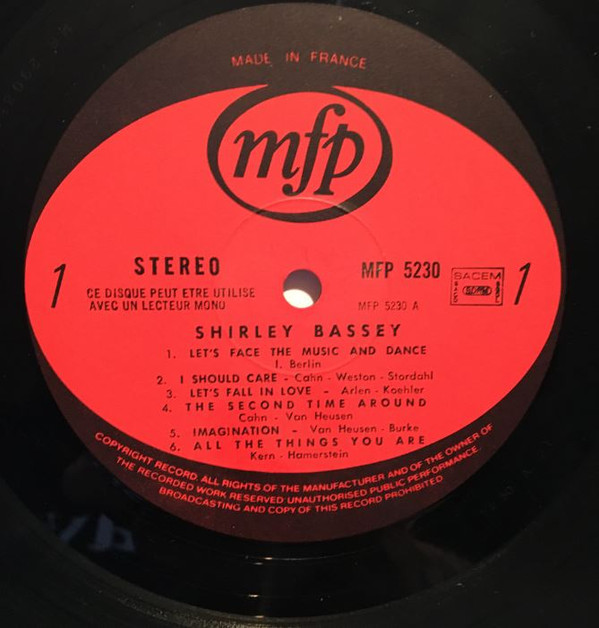 MADE IN FRANCE
mfp
1
STEREO
MFP 5230
SACEM
1
CE DISQUE PEUT ETRE UTILISE
AVEC UN LECTEUR MONO
MFP 5230 A
SHIRLEY BASSEY
1. LET'S FACE THE MUSIC AND DANCE
I. Berlin
2. I SHOULD CARE - Cahn - Weston - Stordahl
3. LET'S FALL IN LOVE - Arlen - Koehler
4. THE SECOND TIME AROUND
Cahn - Van Heusen
5. IMAGINATION - Van Heusen - Burke
6. ALL THE THINGS YOU ARE
Kern - Hamerstein
COPYRIGHT RECORD. ALL RIGHTS OF THE MANUFACTURER AND OF THE OWNER OF
THE RECORDED WORK RESERVED UNAUTHORISED PUBLIC PERFORMANCE.
BROADCASTING AND COPY OF THIS RECORD PROHIBITED